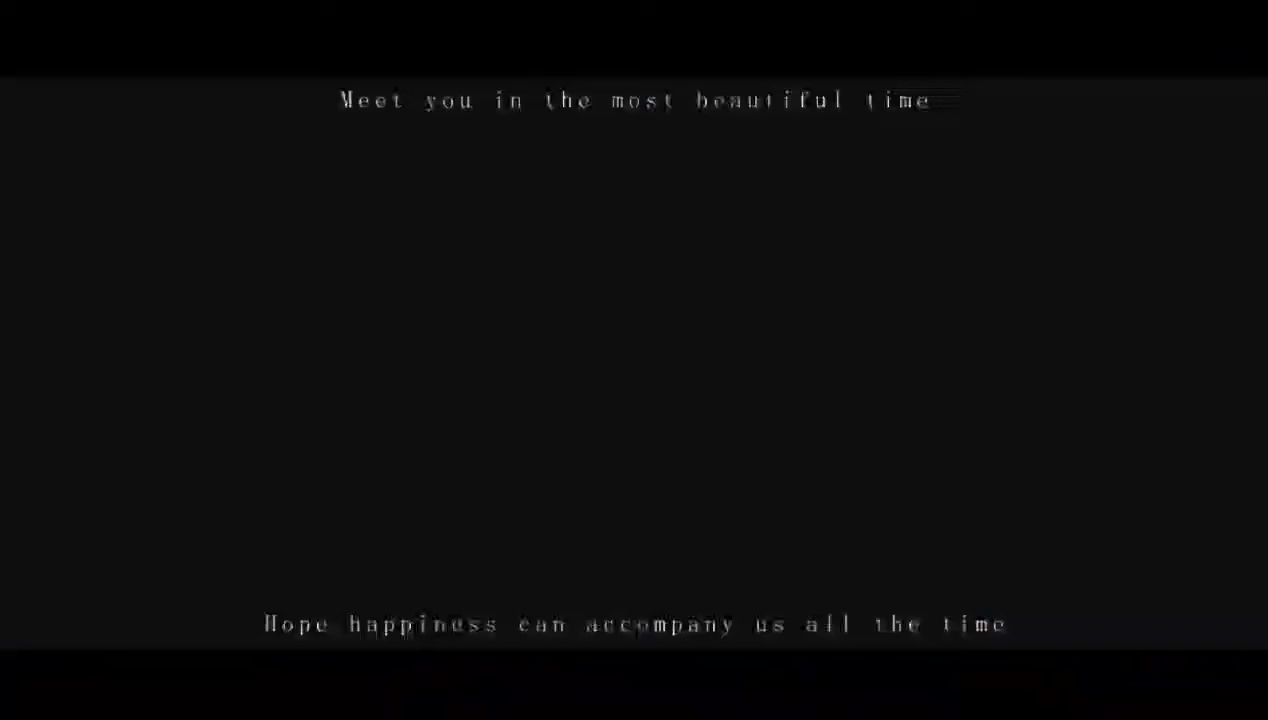 Meet you in the most beautiful time
Hope happiness can accompany us all the time